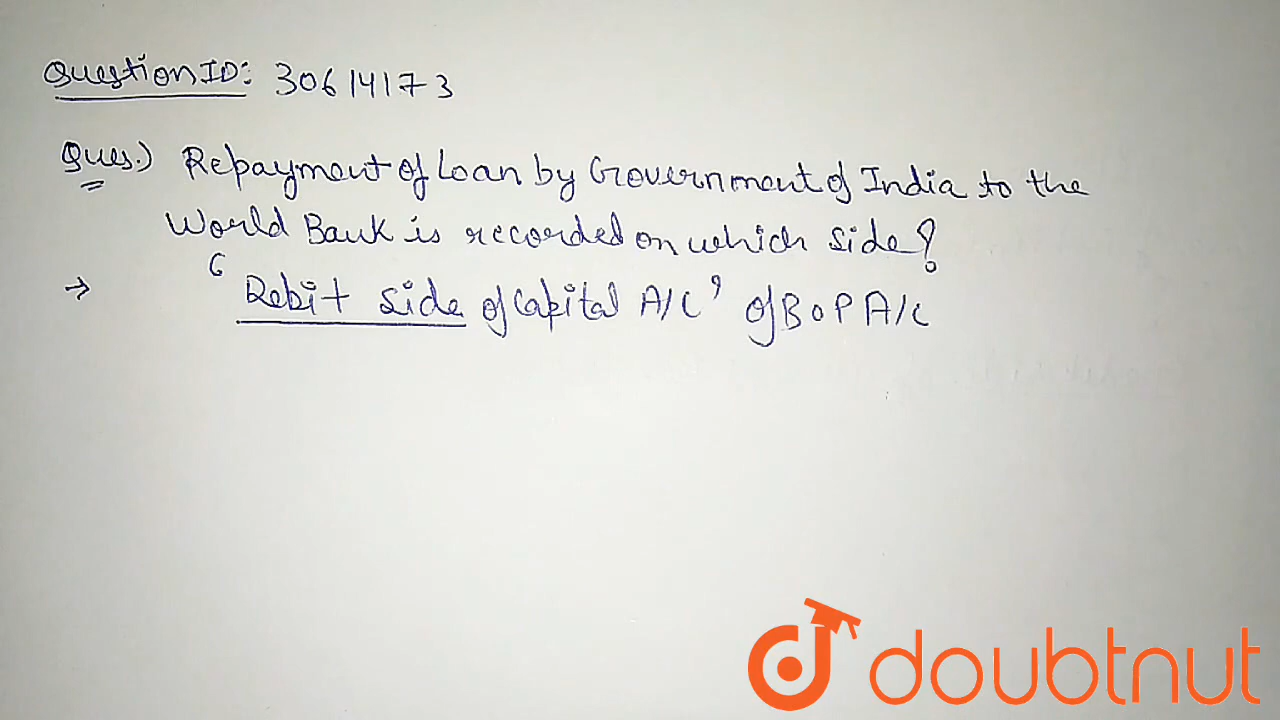 Question ID: 30614173
Ques.) Repayment of Loan by Government of India to the
World Bank is recorded on which side?
→ ‘Debit side of Capital A/C’ of BOP A/c
doubtnut